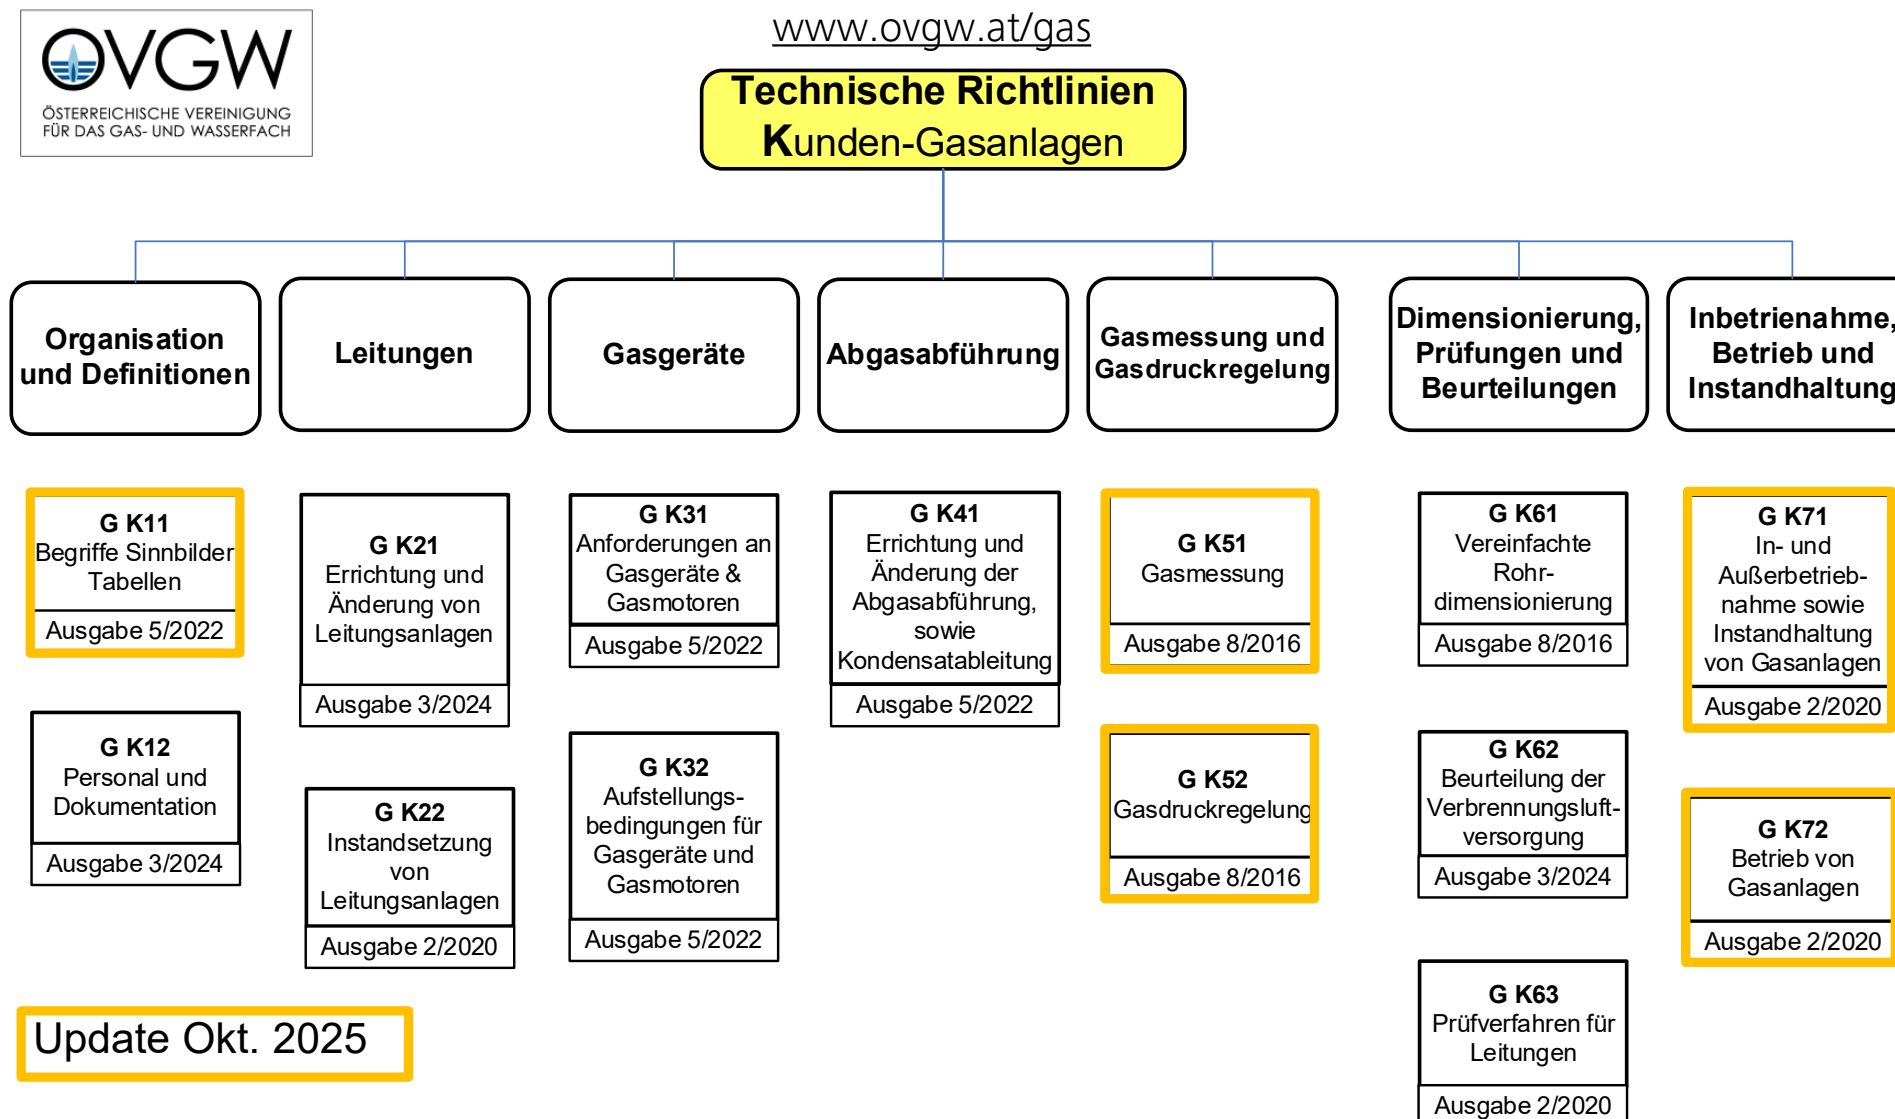 OVGW
ÖSTERREICHISCHE VEREINIGUNG
FÜR DAS GAS- UND WASSERFACH
www.ovgw.at/gas
Technische Richtlinien
Kunden-Gasanlagen
Organisation
und Definitionen
Leitungen
Gasgeräte
Abgasabführung
Gasmessung und
Gasdruckregelung
Dimensionierung,
Prüfungen und
Beurteilungen
Inbetrienahme,
Betrieb und
Instandhaltung
G K11
Begriffe Sinnbilder
Tabellen
Ausgabe 5/2022
G K12
Personal und
Dokumentation
Ausgabe 3/2024
G K21
Errichtung und
Änderung von
Leitungsanlagen
Ausgabe 3/2024
G K22
Instandsetzung
von
Leitungsanlagen
Ausgabe 2/2020
G K31
Anforderungen an
Gasgeräte &
Gasmotoren
Ausgabe 5/2022
G K32
Aufstellungs-
bedingungen für
Gasgeräte und
Gasmotoren
Ausgabe 5/2022
G K41
Errichtung und
Änderung der
Abgasabführung,
sowie
Kondensatableitung
Ausgabe 5/2022
G K51
Gasmessung
Ausgabe 8/2016
G K52
Gasdruckregelung
Ausgabe 8/2016
G K61
Vereinfachte
Rohr-
dimensionierung
Ausgabe 8/2016
G K62
Beurteilung der
Verbrennungsluft-
versorgung
Ausgabe 3/2024
G K63
Prüfverfahren für
Leitungen
Ausgabe 2/2020
G K71
In- und
Außerbetrieb-
nahme sowie
Instandhaltung
von Gasanlagen
Ausgabe 2/2020
G K72
Betrieb von
Gasanlagen
Ausgabe 2/2020
Update Okt. 2025